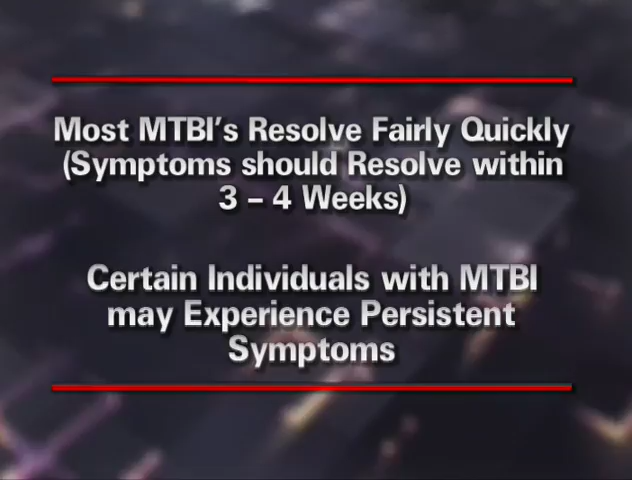 Most MTBI's Resolve Fairly Quickly
(Symptoms should Resolve within
3 – 4 Weeks)
Certain Individuals with MTBI
may Experience Persistent
Symptoms